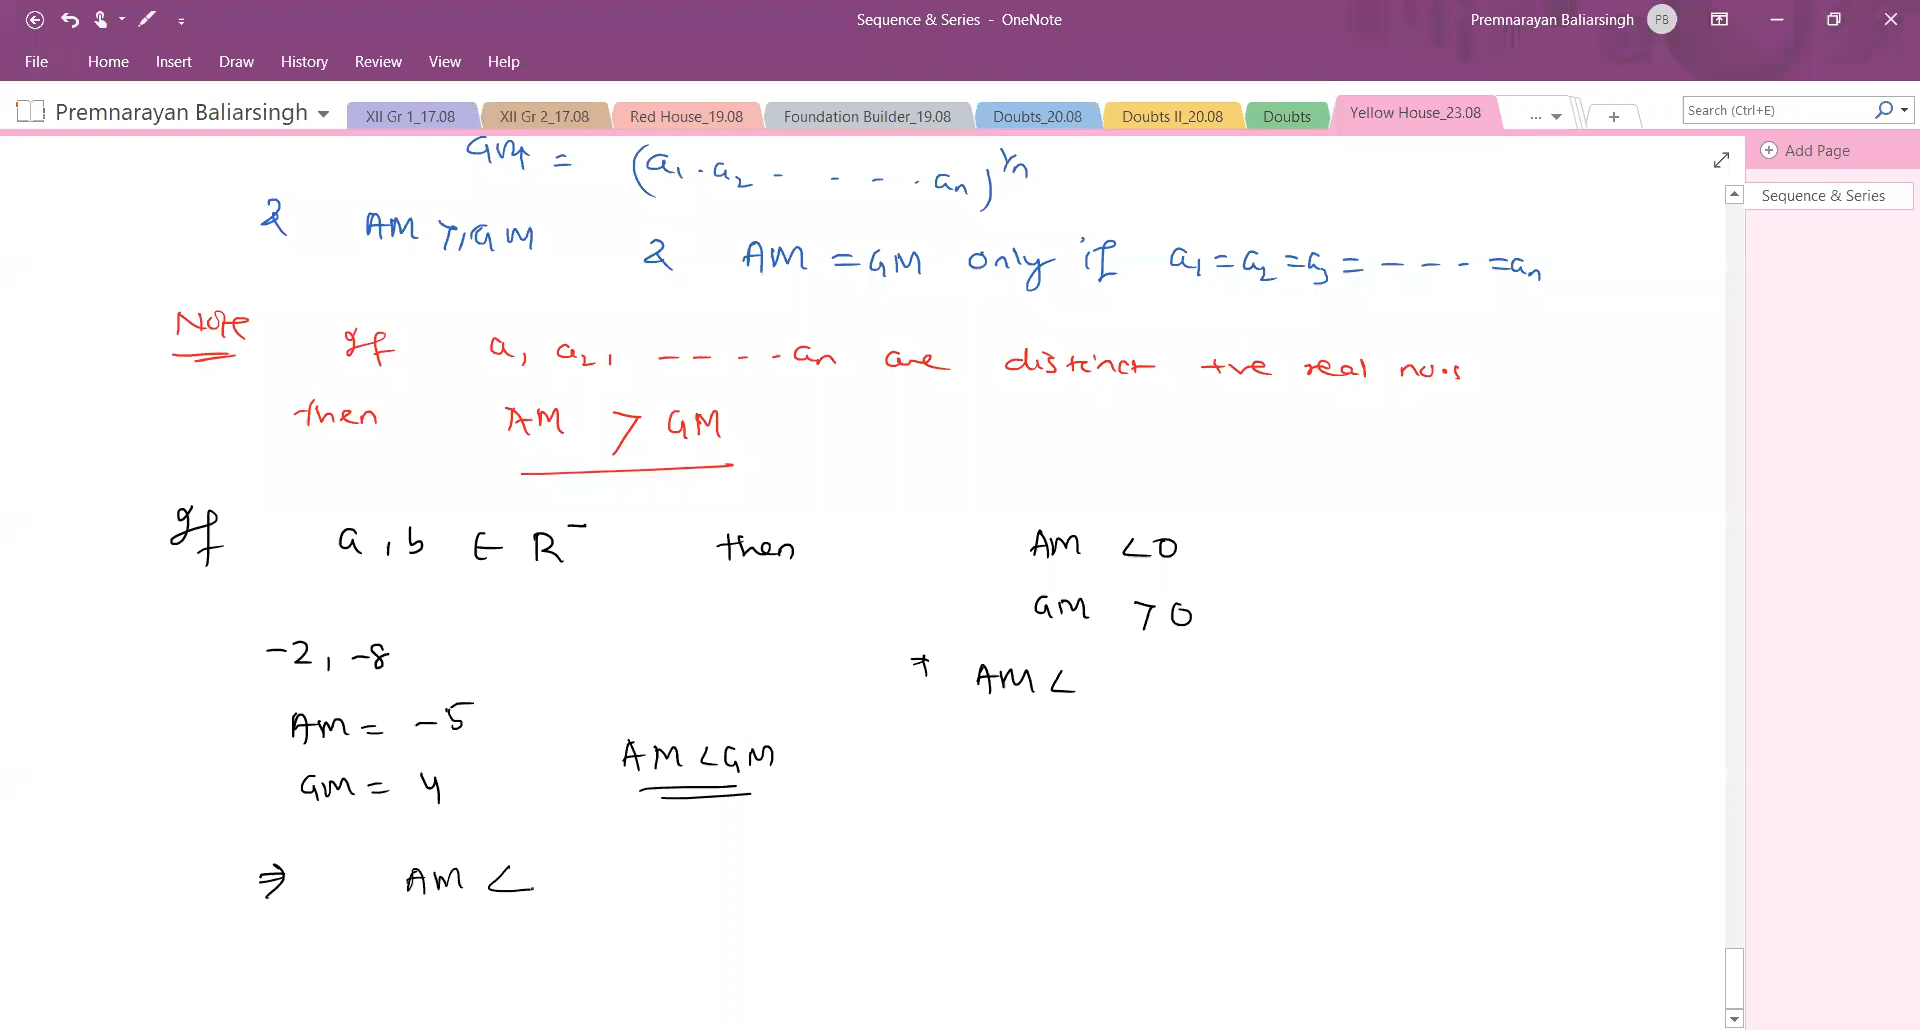 Sequence & Series - OneNote
Premnarayan Baliarsingh PB
File Home Insert Draw History Review View Help
Premnarayan Baliarsingh
XII Gr 1_17.08 XII Gr 2_17.08 Red House_19.08 Foundation Builder_19.08 Doubts_20.08 Doubts II_20.08 Doubts Yellow House_23.08 ... +
Search (Ctrl+E)
Add Page
Sequence & Series
GM = (a₁ . a₂ - - - - . aₙ)^1/n
& AM ≥ GM & AM = GM only if a₁ = a₂ = a₃ = - - - - = aₙ
Note If a₁ a₂, - - - - - aₙ are distinct +ve real no.s
then AM > GM
If a, b ∈ R⁻ then AM < 0
GM > 0
-2, -8
⇒ AM <
AM = -5
AM < GM
GM = 4
⇒ AM <